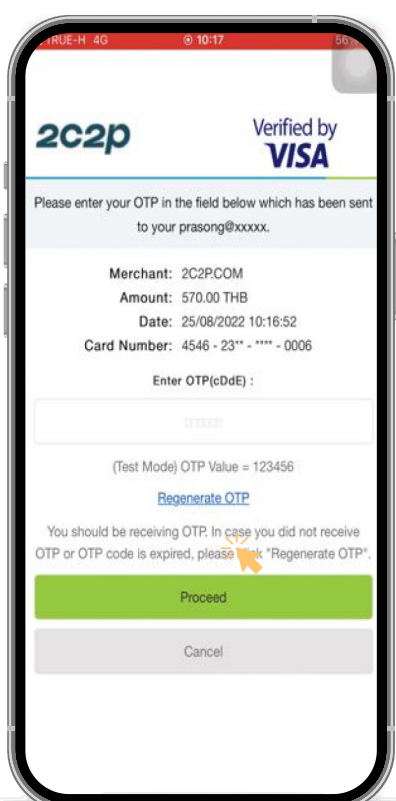 TRUE-H 4G 10:17 56%
2c2p
Verified by
VISA
Please enter your OTP in the field below which has been sent
to your prasong@xxxxx.
Merchant: 2C2P.COM
Amount: 570.00 THB
Date: 25/08/2022 10:16:52
Card Number: 4546 - 23** - **** - 0006
Enter OTP(cDdE) :
(Test Mode) OTP Value = 123456
Regenerate OTP
You should be receiving OTP. In case you did not receive
OTP or OTP code is expired, please click "Regenerate OTP".
Proceed
Cancel